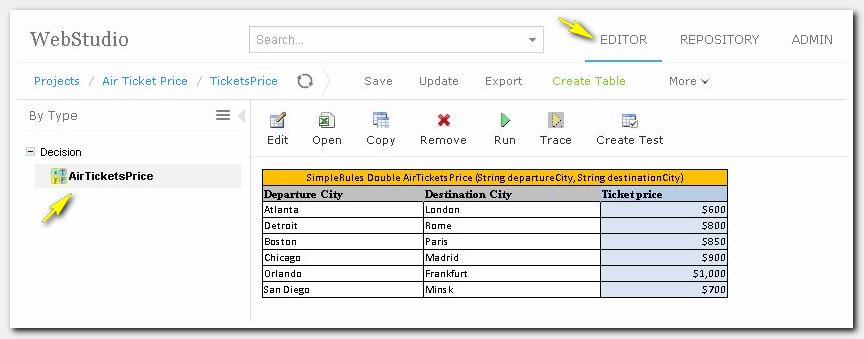 WebStudio
Search...
EDITOR REPOSITORY ADMIN
Projects / Air Ticket Price / TicketsPrice
Save Update Export Create Table More
By Type
Edit Open Copy Remove Run Trace Create Test
Decision
AirTicketsPrice
SimpleRules Double AirTicketsPrice (String departureCity, String destinationCity)
Departure City Destination City Ticket price
Atlanta London $600
Detroit Rome $800
Boston Paris $850
Chicago Madrid $900
Orlando Frankfurt $1,000
San Diego Minsk $700